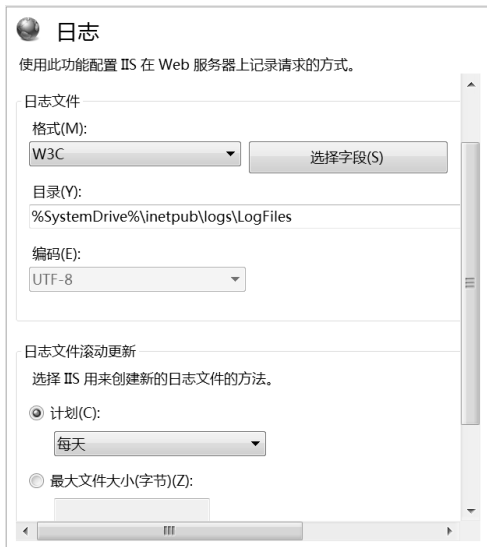 日志
使用此功能配置 IIS 在 Web 服务器上记录请求的方式。
日志文件
格式(M):
W3C
选择字段(S)
目录(Y):
%SystemDrive%\inetpub\logs\LogFiles
编码(E):
UTF-8
日志文件滚动更新
选择 IIS 用来创建新的日志文件的方法。
计划(C):
每天
最大文件大小(字节)(Z):